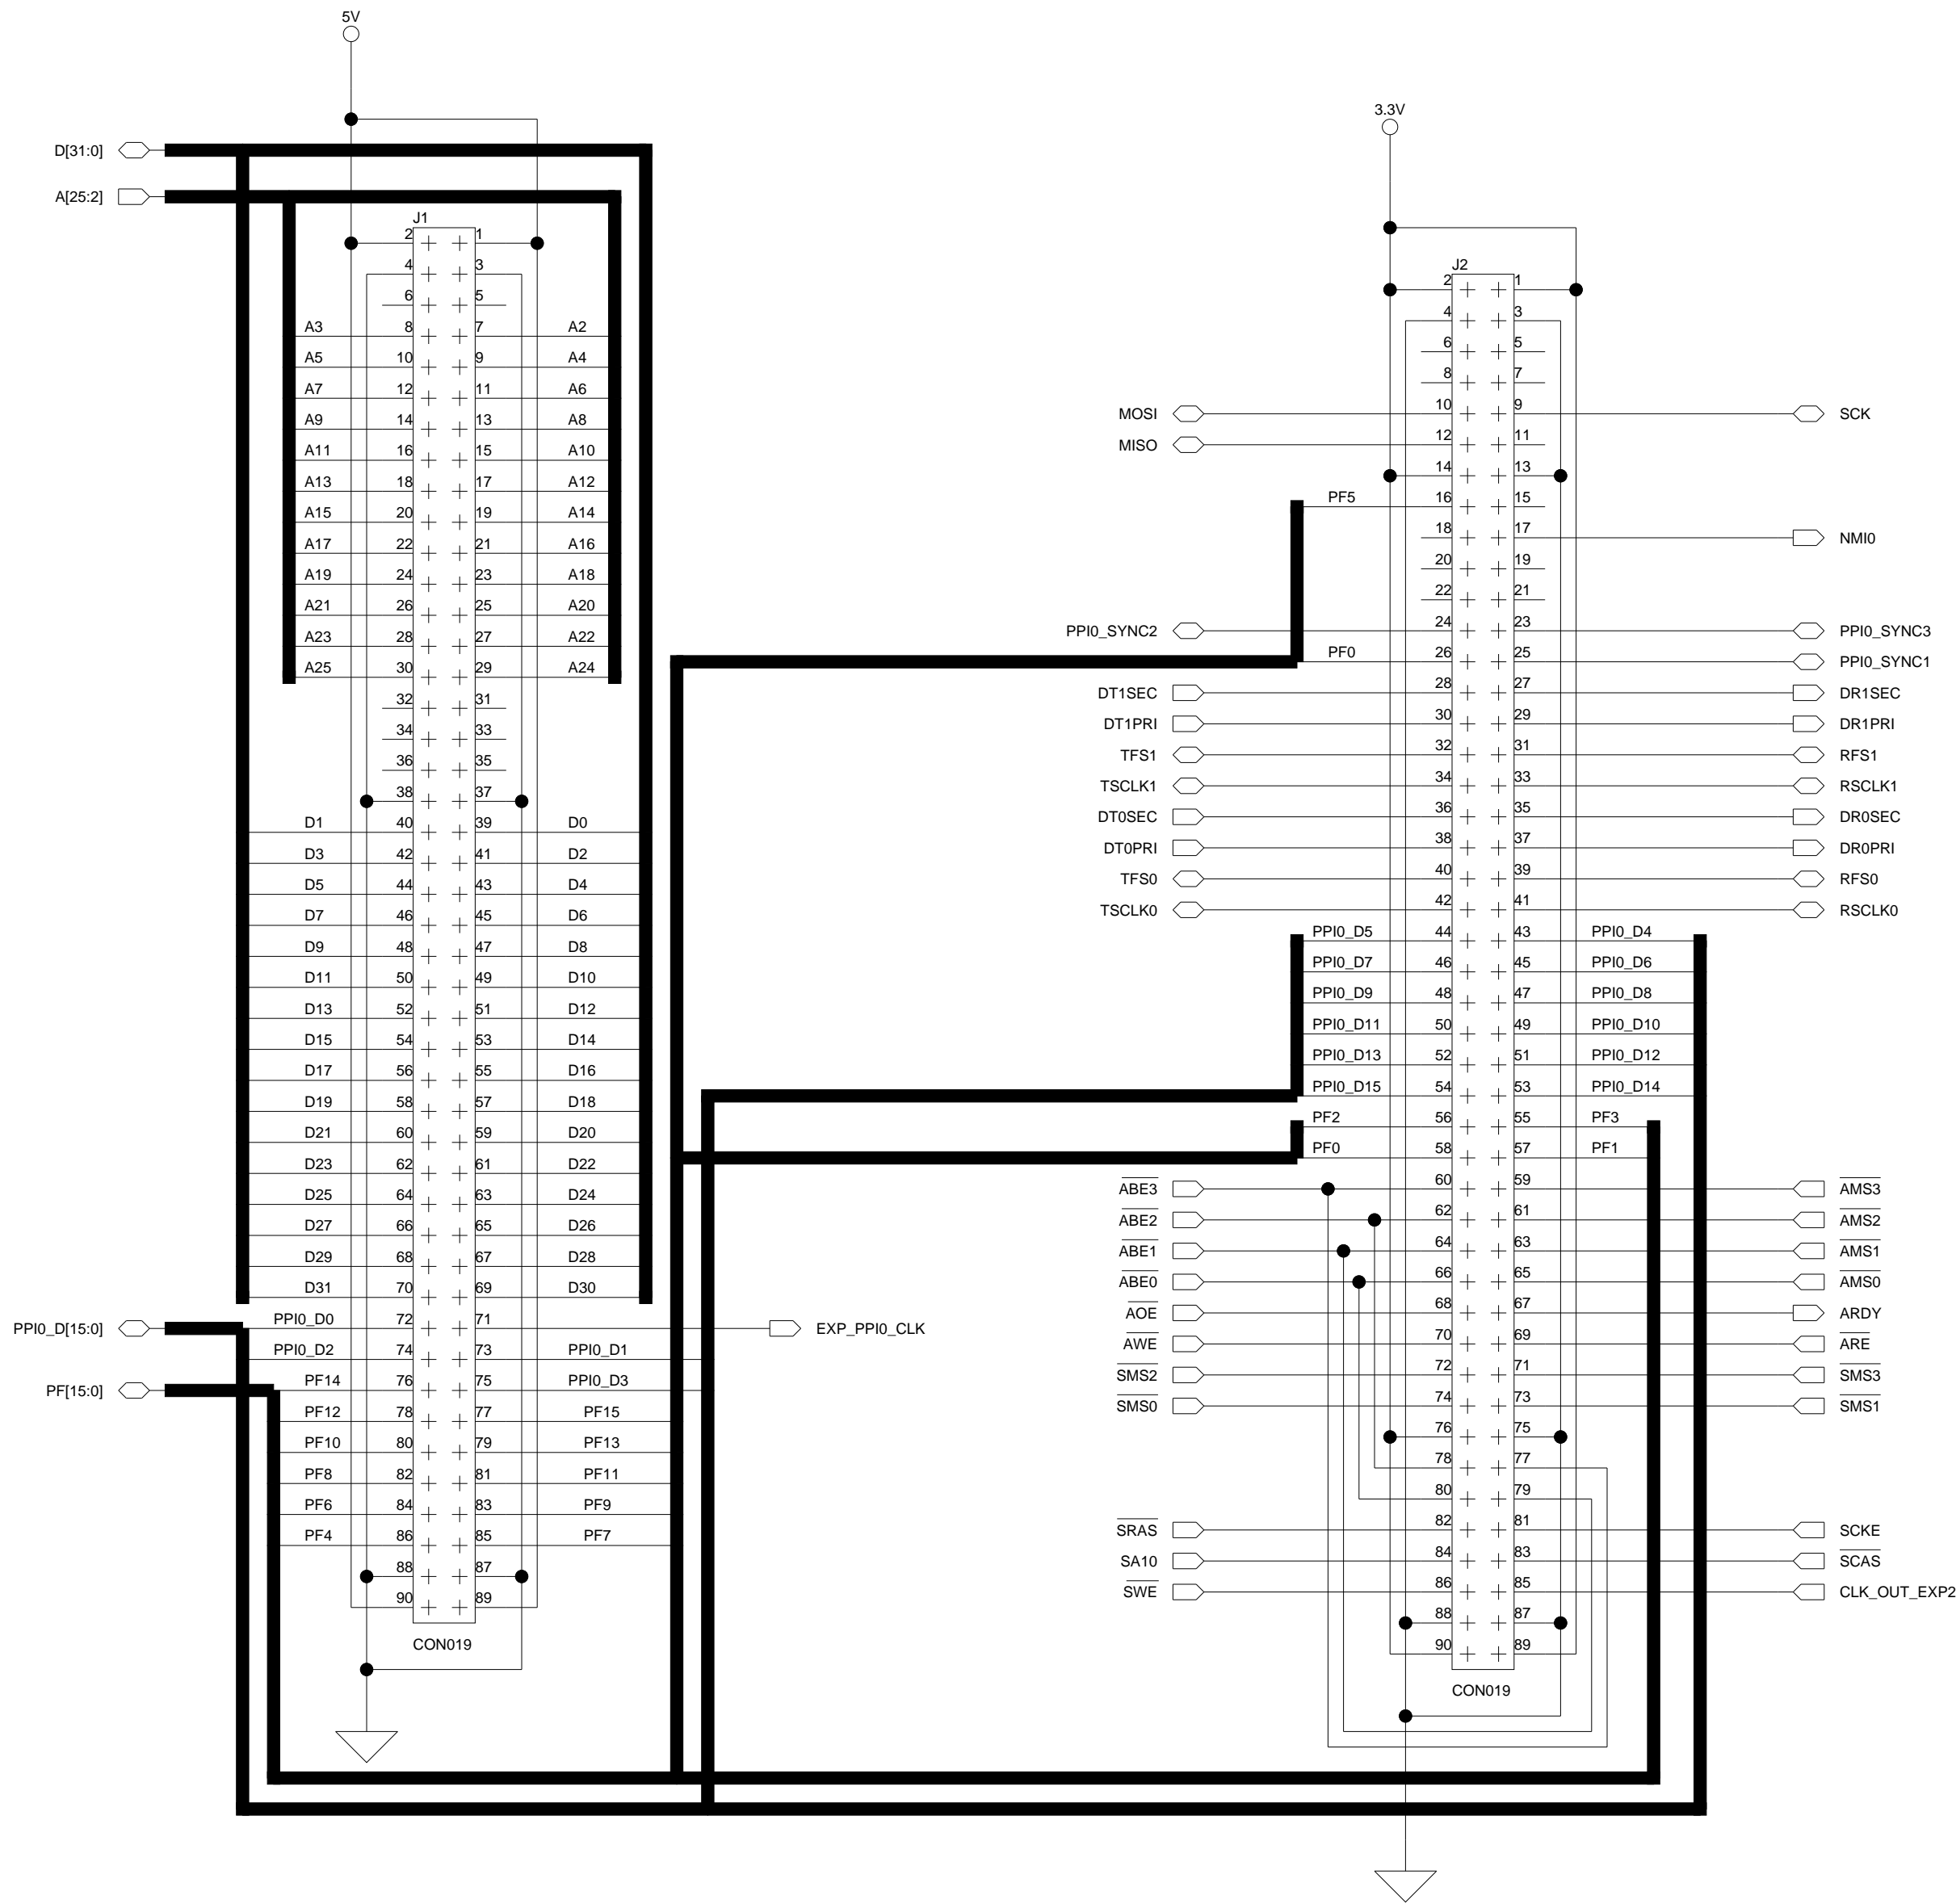 5V
D[31:0]
A[25:2]
J1
2 1
4 3
6 5
A3 8 7 A2
A5 10 9 A4
A7 12 11 A6
A9 14 13 A8
A11 16 15 A10
A13 18 17 A12
A15 20 19 A14
A17 22 21 A16
A19 24 23 A18
A21 26 25 A20
A23 28 27 A22
A25 30 29 A24
32 31
34 33
36 35
38 37
D1 40 39 D0
D3 42 41 D2
D5 44 43 D4
D7 46 45 D6
D9 48 47 D8
D11 50 49 D10
D13 52 51 D12
D15 54 53 D14
D17 56 55 D16
D19 58 57 D18
D21 60 59 D20
D23 62 61 D22
D25 64 63 D24
D27 66 65 D26
D29 68 67 D28
D31 70 69 D30
PPI0_D[15:0] PPI0_D0 72 71 EXP_PPI0_CLK
PPI0_D2 74 73 PPI0_D1
PF[15:0] PF14 76 75 PPI0_D3
PF12 78 77 PF15
PF10 80 79 PF13
PF8 82 81 PF11
PF6 84 83 PF9
PF4 86 85 PF7
88 87
90 89
CON019
3.3V
J2
2 1
4 3
6 5
8 7
MOSI 10 9 SCK
MISO 12 11
14 13
PF5 16 15
18 17 NMI0
20 19
22 21
PPI0_SYNC2 24 23 PPI0_SYNC3
PF0 26 25 PPI0_SYNC1
DT1SEC 28 27 DR1SEC
DT1PRI 30 29 DR1PRI
TFS1 32 31 RFS1
TSCLK1 34 33 RSCLK1
DT0SEC 36 35 DR0SEC
DT0PRI 38 37 DR0PRI
TFS0 40 39 RFS0
TSCLK0 42 41 RSCLK0
PPI0_D5 44 43 PPI0_D4
PPI0_D7 46 45 PPI0_D6
PPI0_D9 48 47 PPI0_D8
PPI0_D11 50 49 PPI0_D10
PPI0_D13 52 51 PPI0_D12
PPI0_D15 54 53 PPI0_D14
PF2 56 55 PF3
PF0 58 57 PF1
ABE3 60 59 AMS3
ABE2 62 61 AMS2
ABE1 64 63 AMS1
ABE0 66 65 AMS0
AOE 68 67 ARDY
AWE 70 69 ARE
SMS2 72 71 SMS3
SMS0 74 73 SMS1
76 75
78 77
80 79
SRAS 82 81 SCKE
SA10 84 83 SCAS
SWE 86 85 CLK_OUT_EXP2
88 87
90 89
CON019